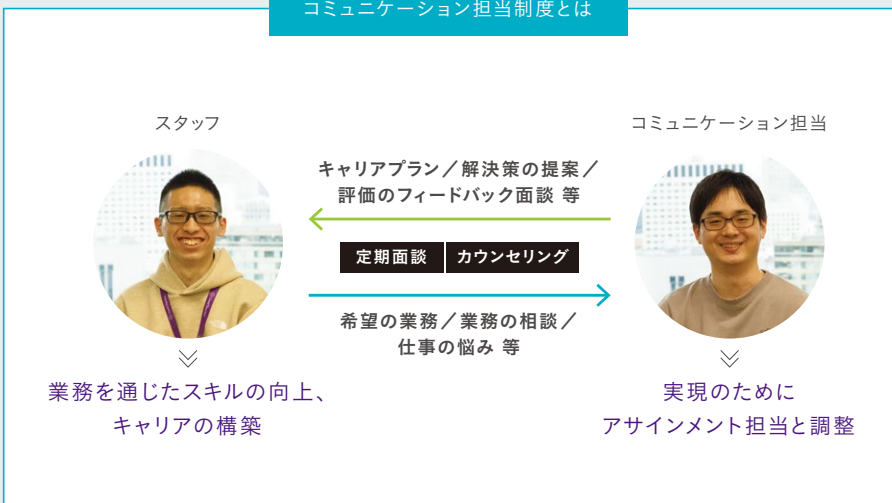 コミュニケーション担当制度とは
スタッフ
コミュニケーション担当
キャリアプラン／解決策の提案／
評価のフィードバック面談 等
定期面談
カウンセリング
希望の業務／業務の相談／
仕事の悩み 等
業務を通じたスキルの向上、
キャリアの構築
実現のために
アサインメント担当と調整